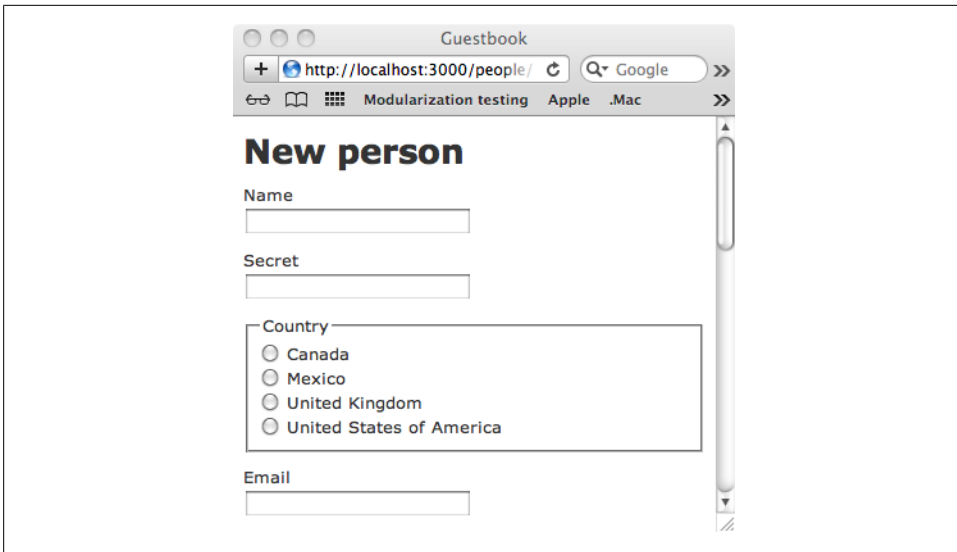 Guestbook
http://localhost:3000/people/ Google
Modularization testing Apple .Mac
New person
Name
Secret
Country
Canada
Mexico
United Kingdom
United States of America
Email